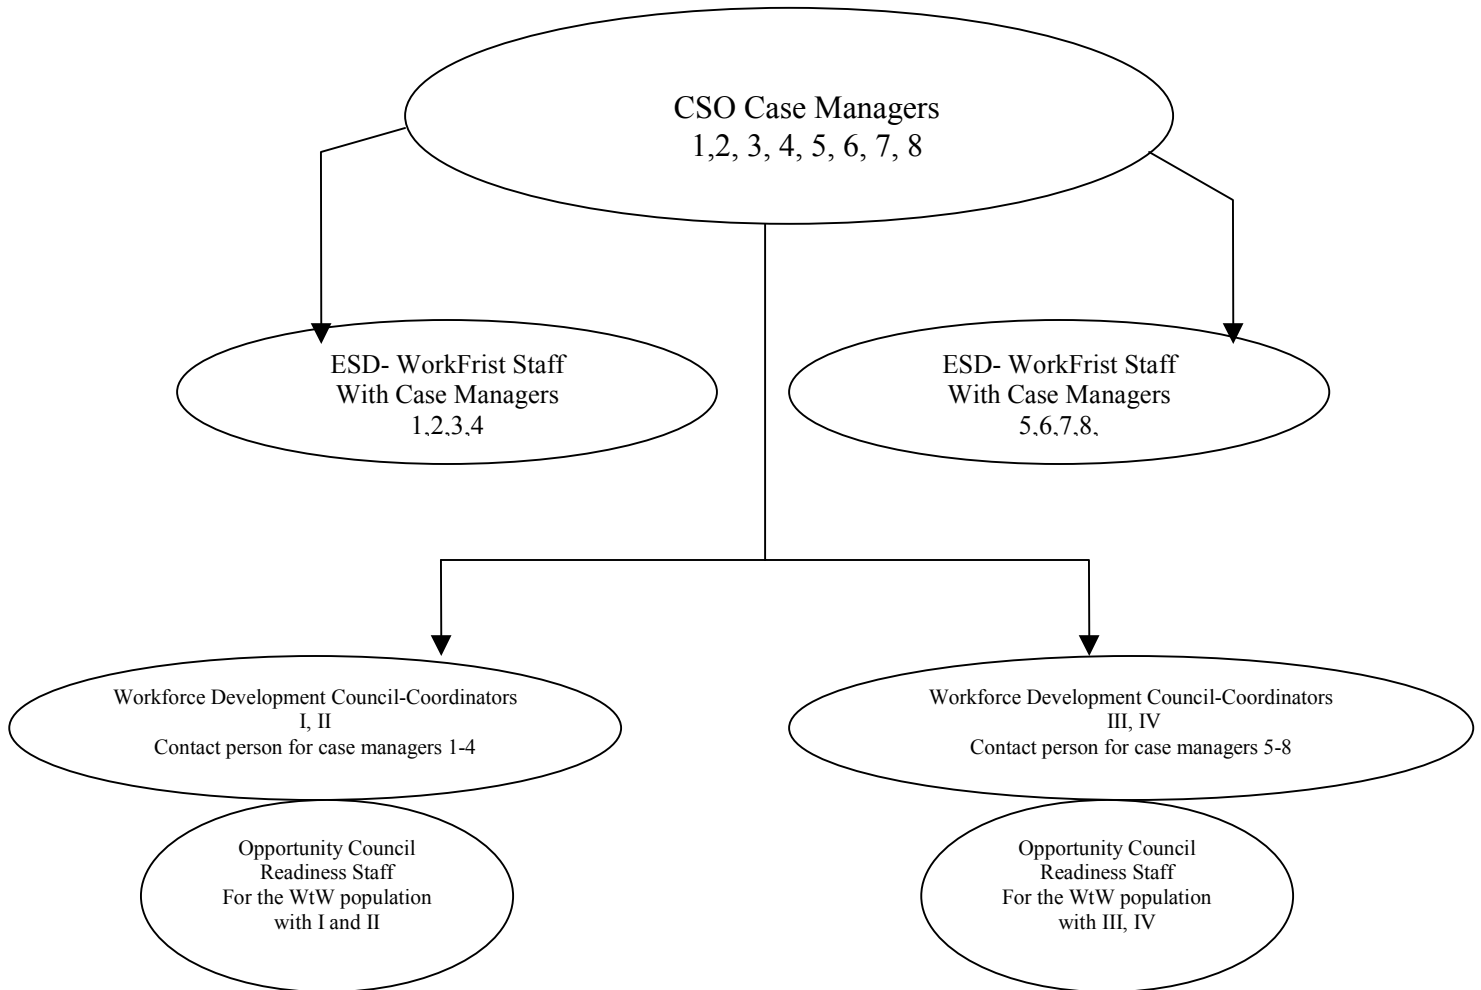 CSO Case Managers
1,2, 3, 4, 5, 6, 7, 8
ESD- WorkFrist Staff
With Case Managers
1,2,3,4
ESD- WorkFrist Staff
With Case Managers
5,6,7,8,
Workforce Development Council-Coordinators
I, II
Contact person for case managers 1-4
Workforce Development Council-Coordinators
III, IV
Contact person for case managers 5-8
Opportunity Council
Readiness Staff
For the WtW population
with I and II
Opportunity Council
Readiness Staff
For the WtW population
with III, IV